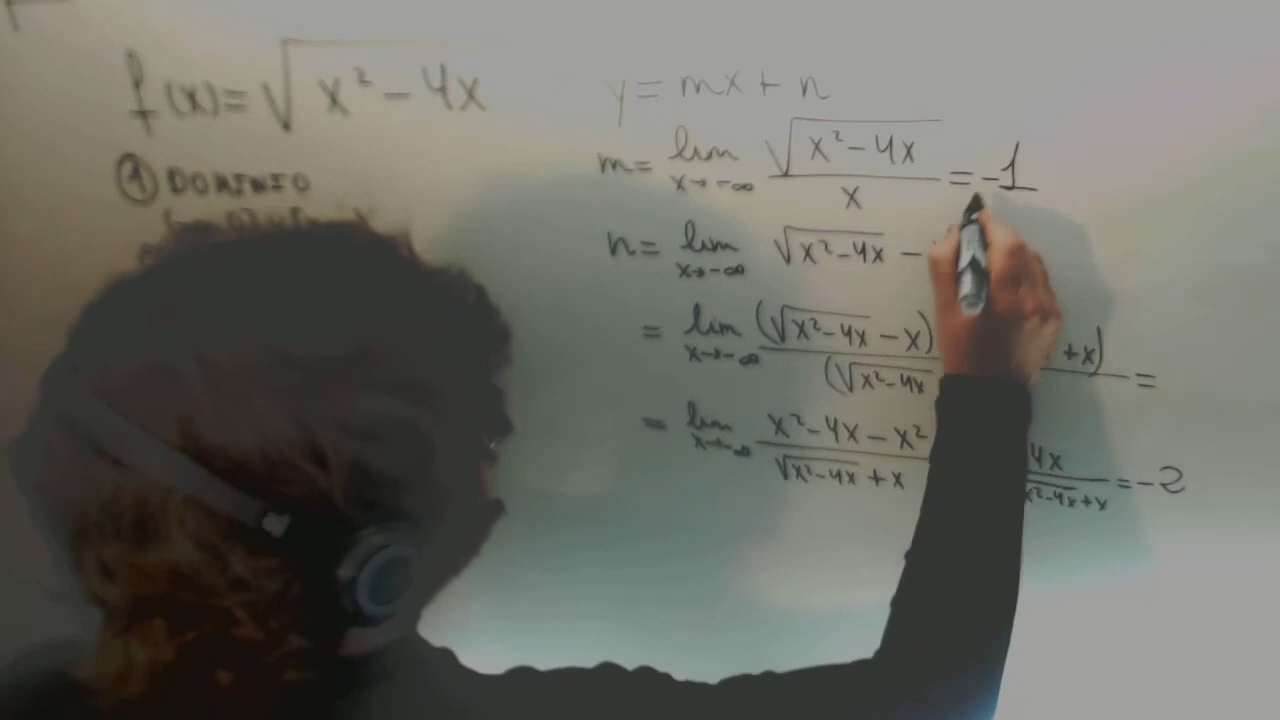 f(x)=√x²-4x
① DOMINIO
y = mx + n
m= lim x→-∞ √x²-4x / x = -1
n= lim x→-∞ √x²-4x -
= lim x→-∞ (√x²-4x - x) +x) / (√x²-4x =
= lim x→-∞ x²-4x-x² / √x²-4x + x 4x / x²-4x+x = -2